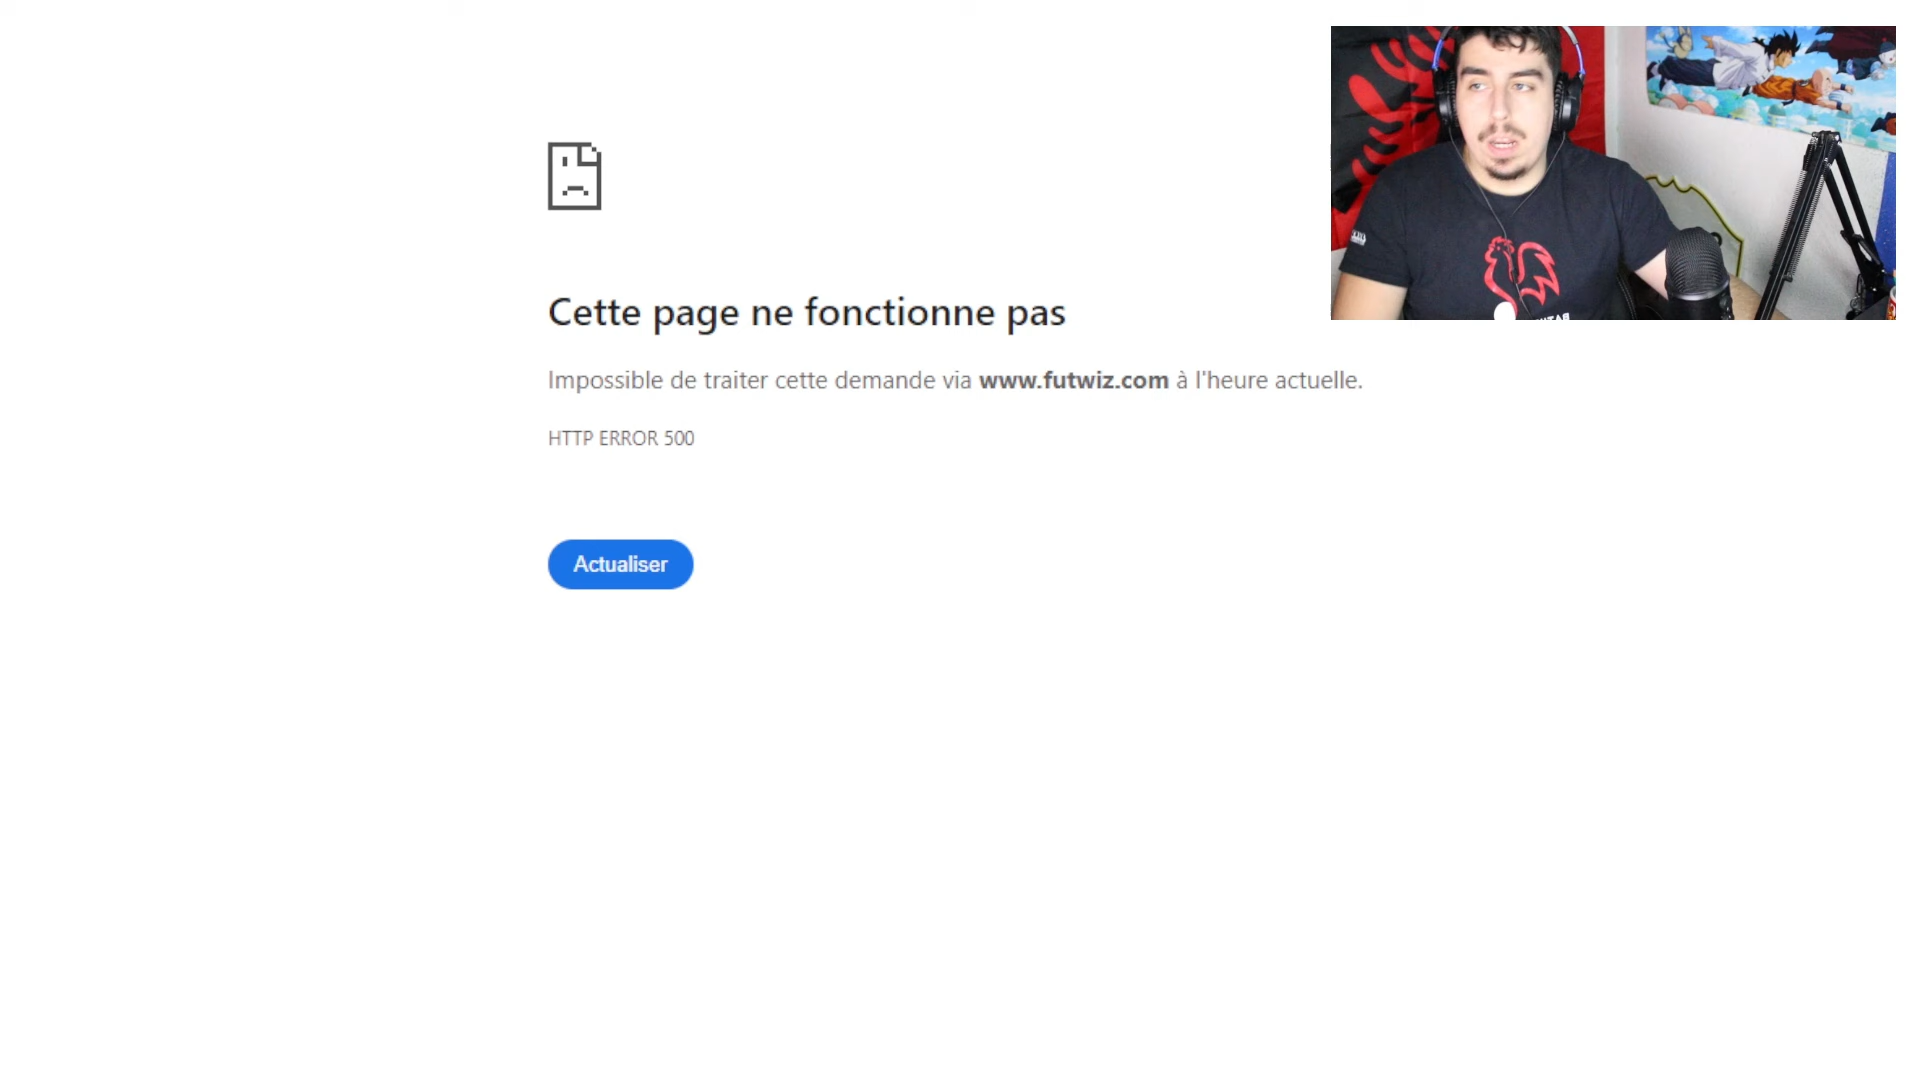 Cette page ne fonctionne pas
Impossible de traiter cette demande via www.futwiz.com à l'heure actuelle.
HTTP ERROR 500
Actualiser